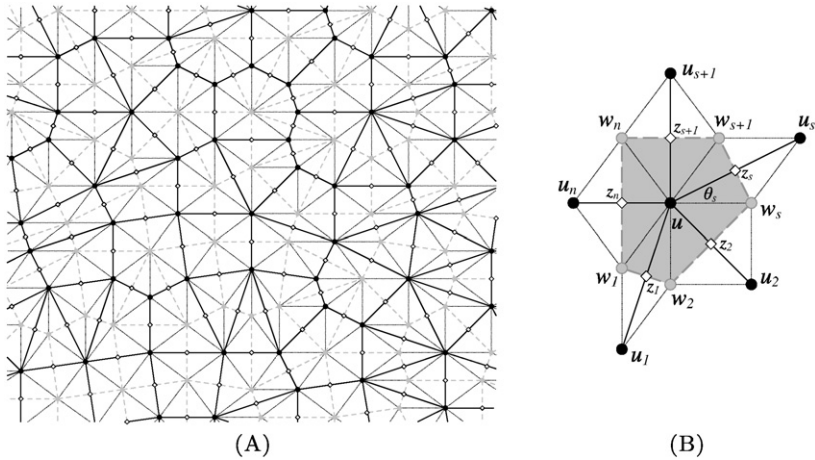 u_{s+1}
w_n
z_{s+1}
w_{s+1}
u_s
z_s
u_n
z_n
θ_s
u
w_s
z_2
w_1
z_1
w_2
u_2
u_1
(A)
(B)